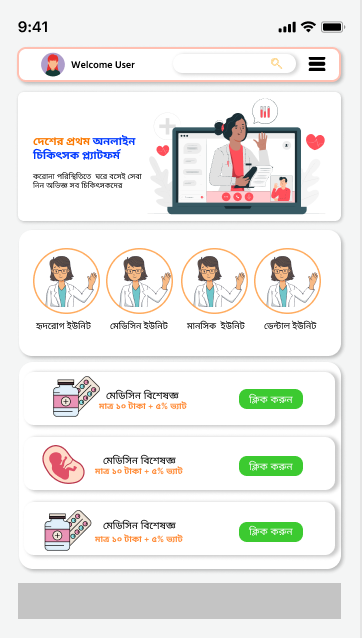 9:41
Welcome User
দেশের প্রথম অনলাইন
চিকিৎসক প্ল্যাটফর্ম
করোনা পরিস্থিতিতে ঘরে বসেই সেবা
নিন অভিজ্ঞ সব চিকিৎসকদের
হৃদরোগ ইউনিট
মেডিসিন ইউনিট
মানসিক ইউনিট
ডেন্টাল ইউনিট
মেডিসিন বিশেষজ্ঞ
মাত্র ১০ টাকা + ৫% ভ্যাট
ক্লিক করুন
মেডিসিন বিশেষজ্ঞ
মাত্র ১০ টাকা + ৫% ভ্যাট
ক্লিক করুন
মেডিসিন বিশেষজ্ঞ
মাত্র ১০ টাকা + ৫% ভ্যাট
ক্লিক করুন